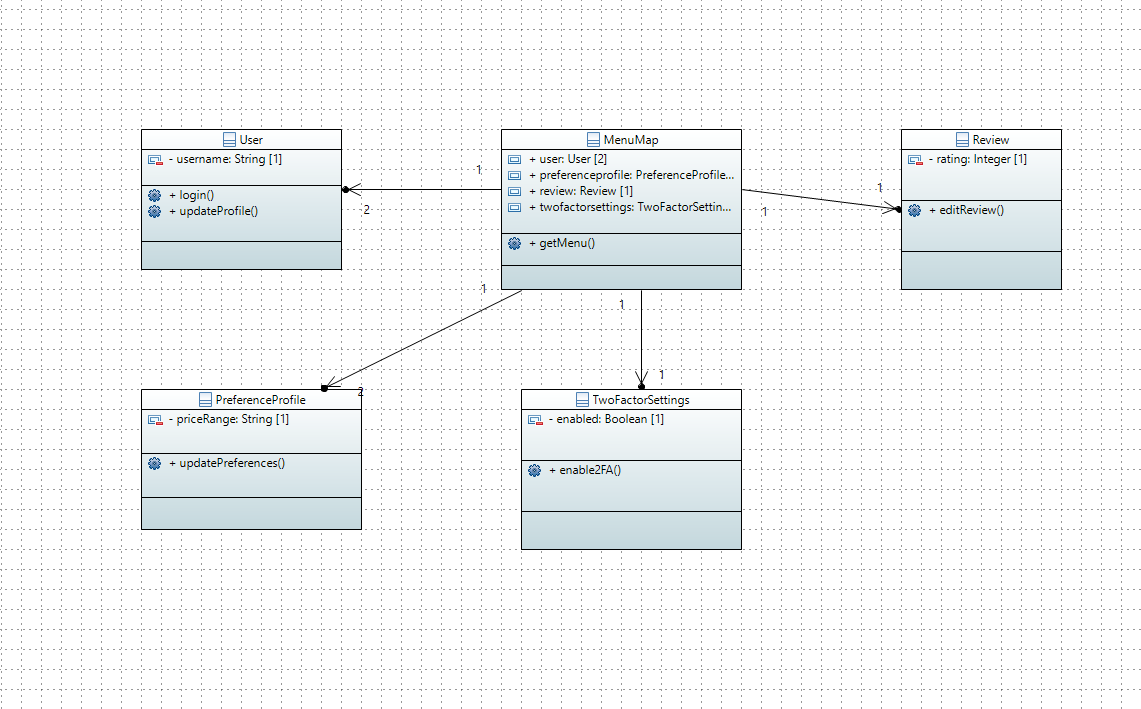 User
- username: String [1]
+ login()
+ updateProfile()
1
2
MenuMap
+ user: User [2]
+ preferenceprofile: PreferenceProfile...
+ review: Review [1]
+ twofactorsettings: TwoFactorSettin...
+ getMenu()
1
1
Review
- rating: Integer [1]
+ editReview()
1
2
1
1
PreferenceProfile
- priceRange: String [1]
+ updatePreferences()
TwoFactorSettings
- enabled: Boolean [1]
+ enable2FA()